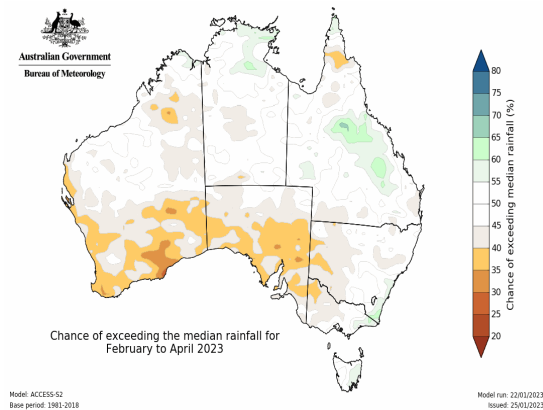 Australian Government
Bureau of Meteorology
80
75
70
65
60
55
50
45
40
35
30
25
20
Chance of exceeding median rainfall (%)
Chance of exceeding the median rainfall for
February to April 2023
Model: ACCESS-S2
Base period: 1981-2018
Model run: 22/01/2023
Issued: 25/01/2023